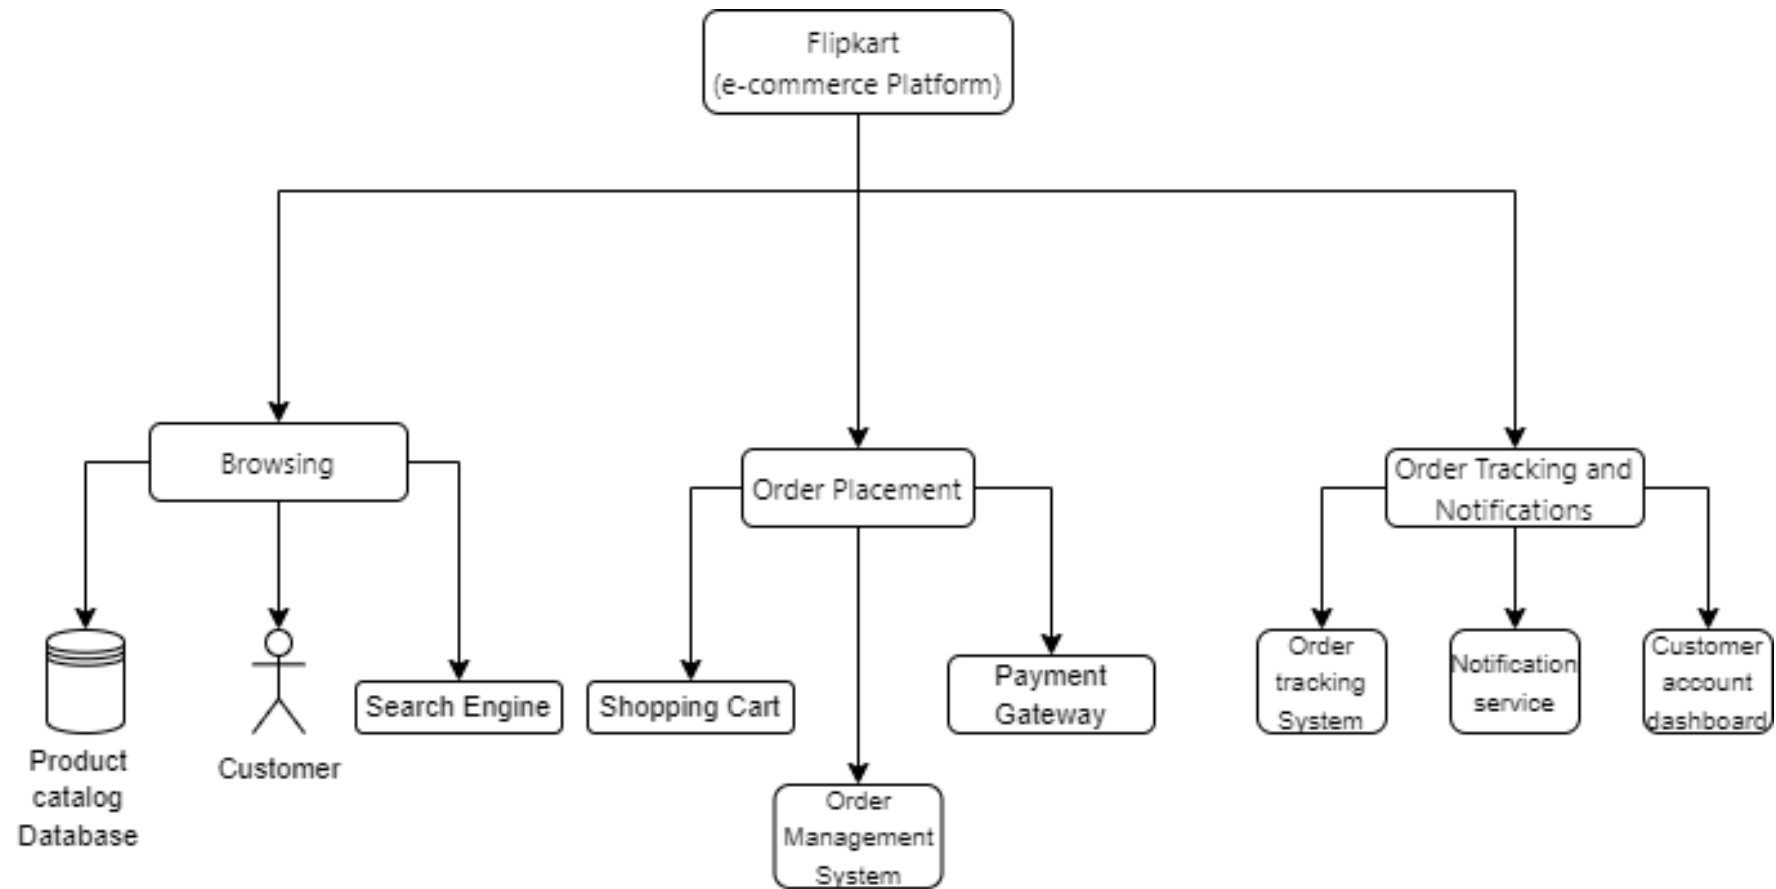 Flipkart
(e-commerce Platform)
Browsing
Order Placement
Order Tracking and
Notifications
Product
catalog
Database
Customer
Search Engine
Shopping Cart
Order
Management
System
Payment
Gateway
Order
tracking
System
Notification
service
Customer
account
dashboard